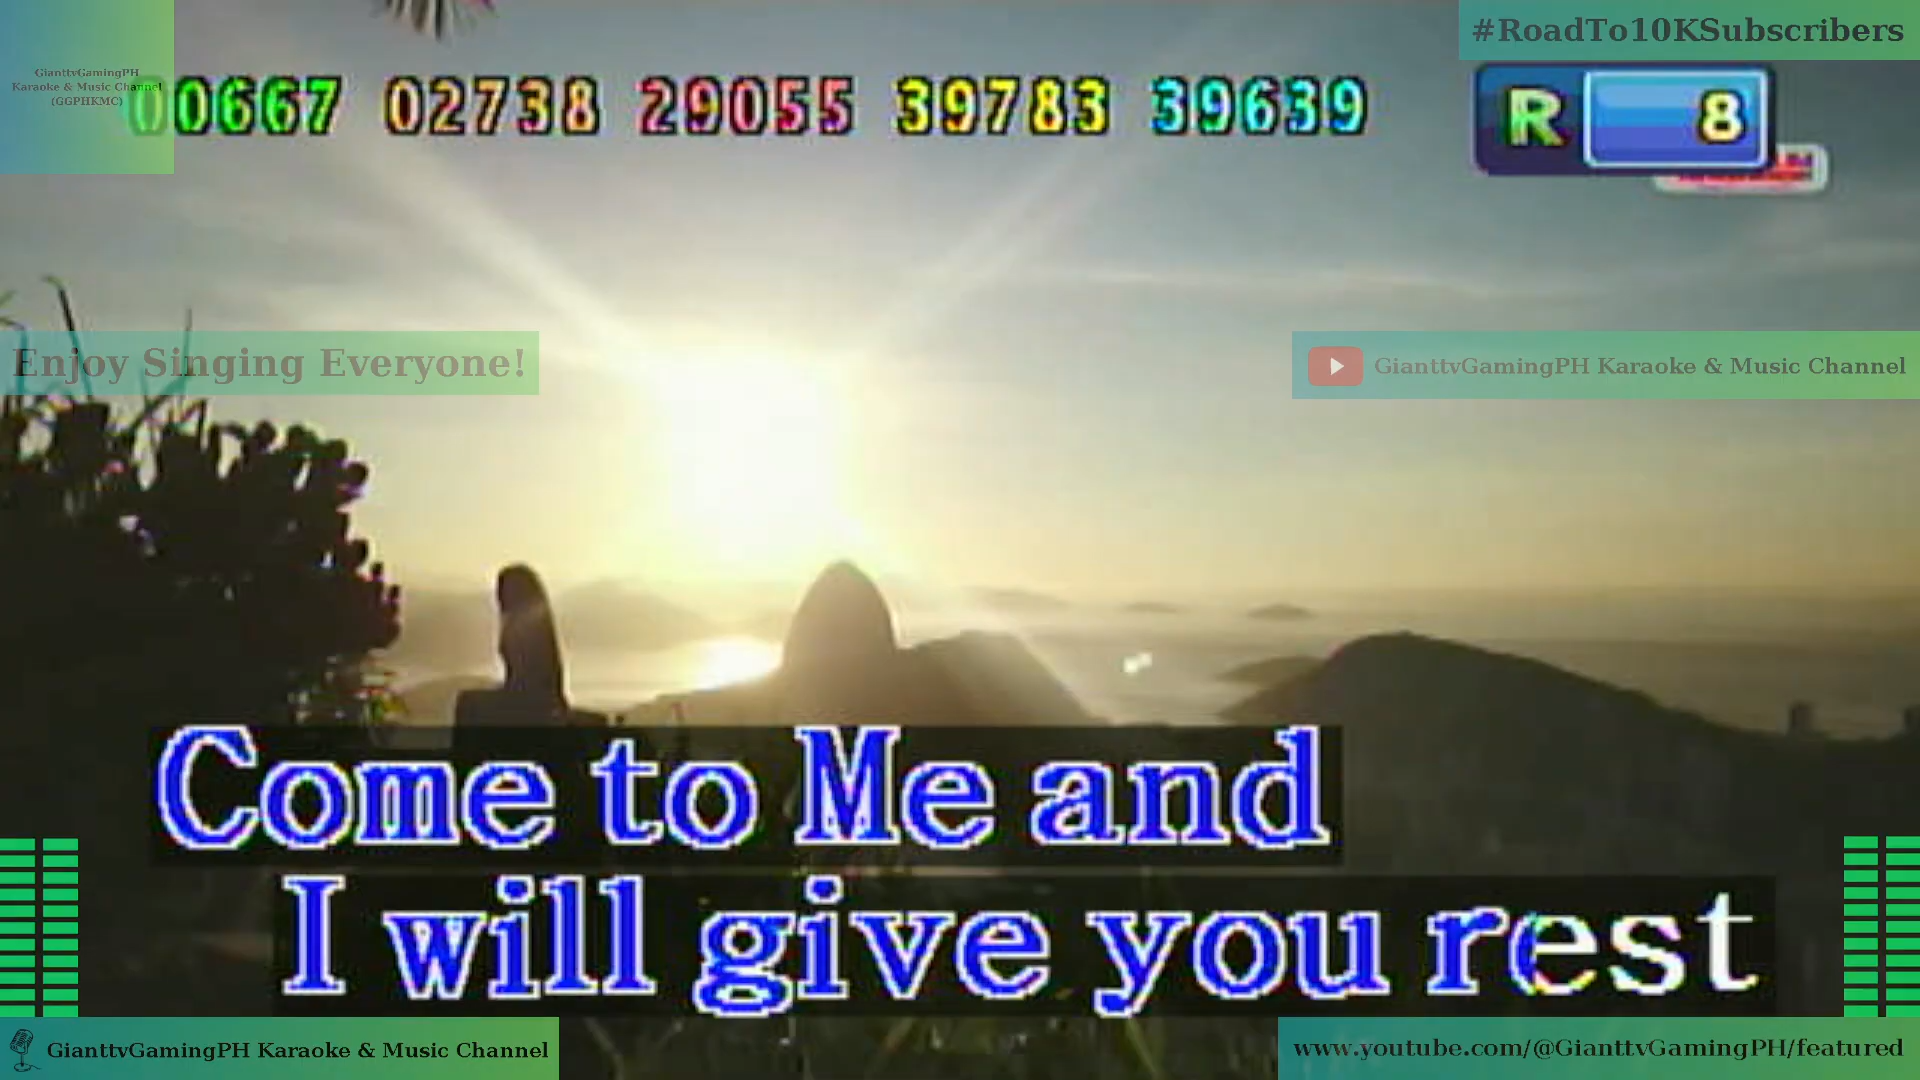 #RoadTo10KSubscribers
GianttvGamingPH
Karaoke & Music Channel
(GGPHKMC)
00667 02738 29055 39783 39639
R 8
Enjoy Singing Everyone!
GianttvGamingPH Karaoke & Music Channel
Come to Me and
I will give you rest
GianttvGamingPH Karaoke & Music Channel
www.youtube.com/@GianttvGamingPH/featured